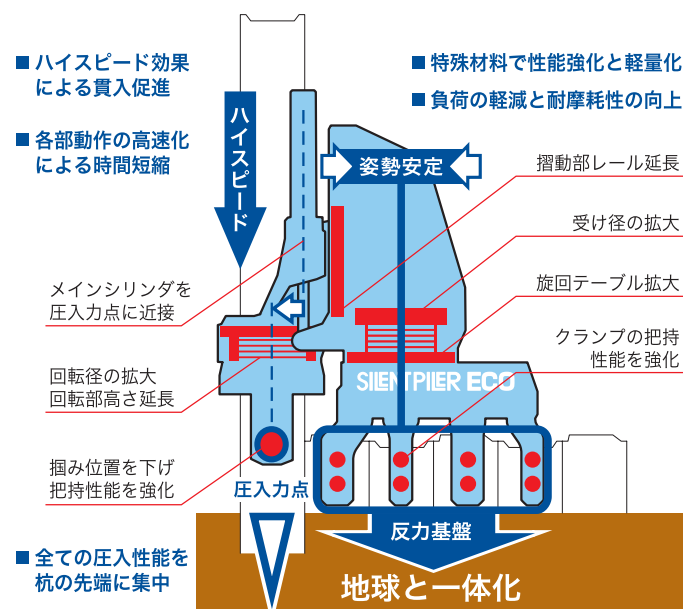 ■ ハイスピード効果
による貫入促進
■ 各部動作の高速化
による時間短縮
■ 特殊材料で性能強化と軽量化
■ 負荷の軽減と耐摩耗性の向上
ハイスピード
姿勢安定
摺動部レール延長
受け径の拡大
旋回テーブル拡大
クランプの把持
性能を強化
メインシリンダを
圧入力点に近接
回転径の拡大
回転部高さ延長
掴み位置を下げ
把持性能を強化
SILENT PILER ECO
圧入力点
反力基盤
地球と一体化
■ 全ての圧入性能を
杭の先端に集中